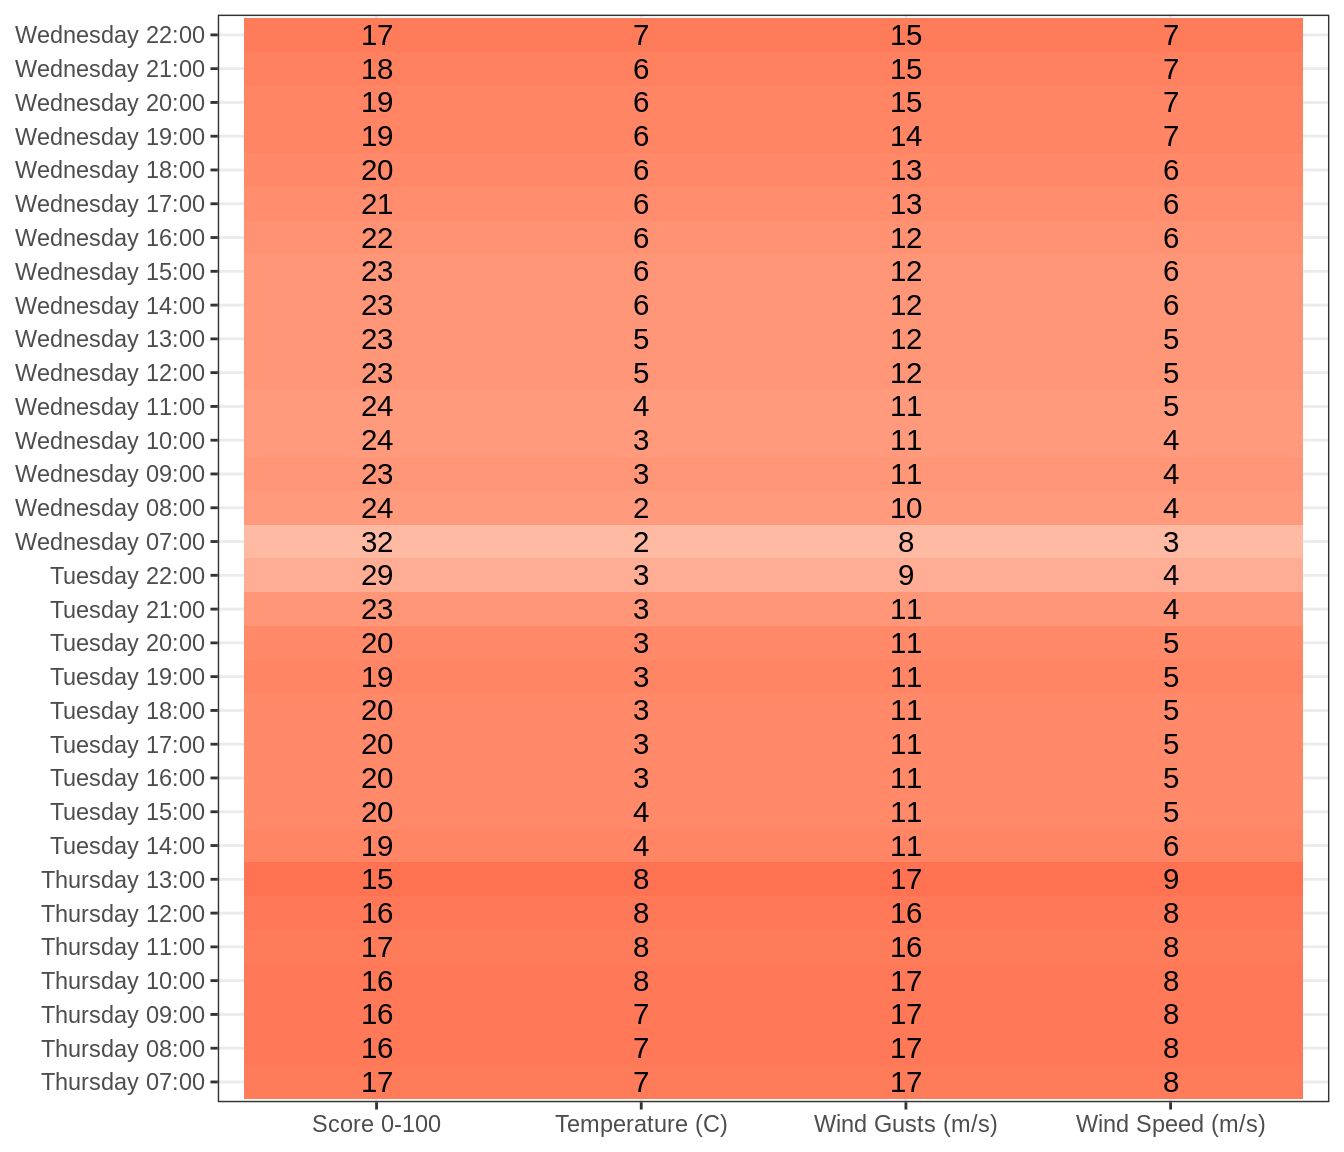 Wednesday 22:00 17 7 15 7
Wednesday 21:00 18 6 15 7
Wednesday 20:00 19 6 15 7
Wednesday 19:00 19 6 14 7
Wednesday 18:00 20 6 13 6
Wednesday 17:00 21 6 13 6
Wednesday 16:00 22 6 12 6
Wednesday 15:00 23 6 12 6
Wednesday 14:00 23 6 12 6
Wednesday 13:00 23 5 12 5
Wednesday 12:00 23 5 12 5
Wednesday 11:00 24 4 11 5
Wednesday 10:00 24 3 11 4
Wednesday 09:00 23 3 11 4
Wednesday 08:00 24 2 10 4
Wednesday 07:00 32 2 8 3
Tuesday 22:00 29 3 9 4
Tuesday 21:00 23 3 11 4
Tuesday 20:00 20 3 11 5
Tuesday 19:00 19 3 11 5
Tuesday 18:00 20 3 11 5
Tuesday 17:00 20 3 11 5
Tuesday 16:00 20 3 11 5
Tuesday 15:00 20 4 11 5
Tuesday 14:00 19 4 11 6
Thursday 13:00 15 8 17 9
Thursday 12:00 16 8 16 8
Thursday 11:00 17 8 16 8
Thursday 10:00 16 8 17 8
Thursday 09:00 16 7 17 8
Thursday 08:00 16 7 17 8
Thursday 07:00 17 7 17 8
Score 0-100 Temperature (C) Wind Gusts (m/s) Wind Speed (m/s)